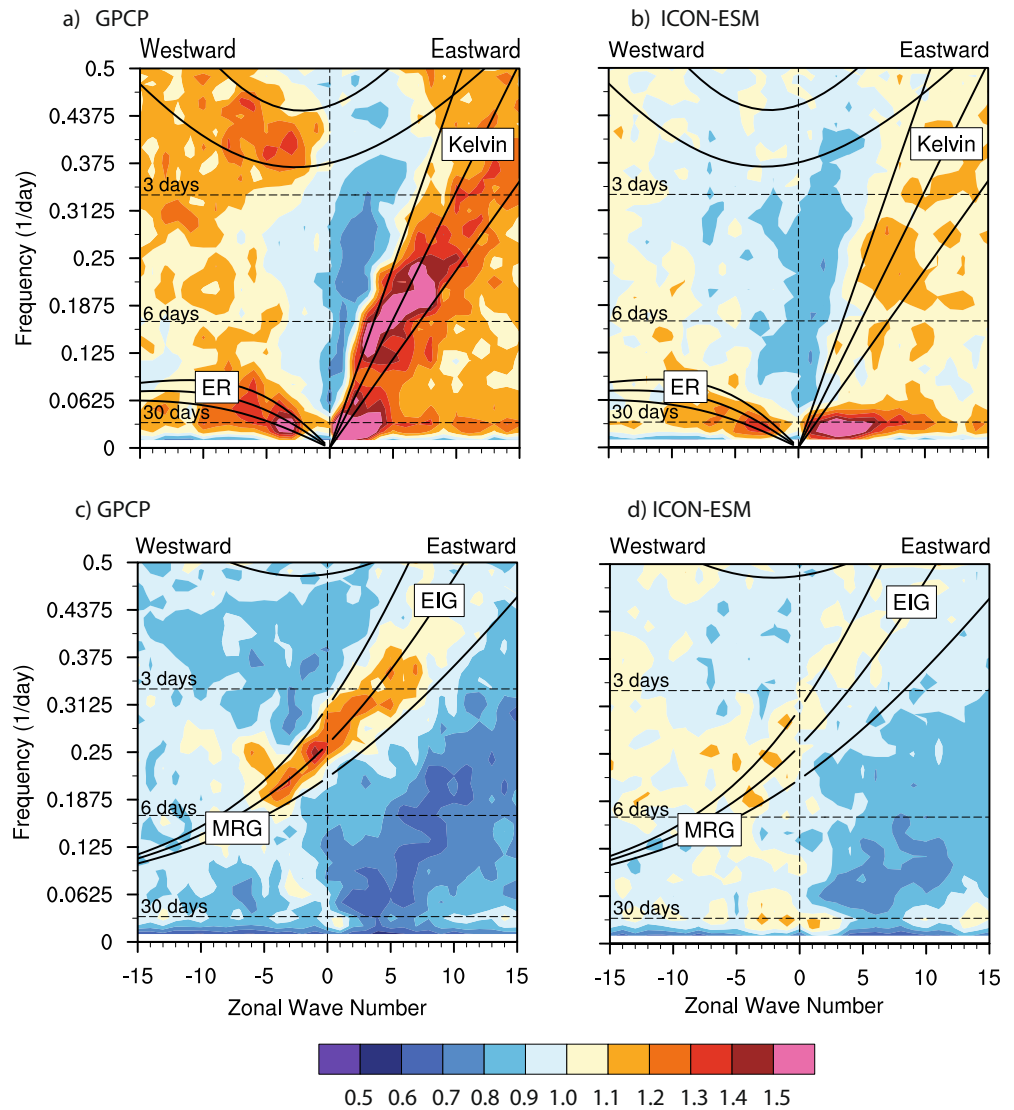 a) GPCP
b) ICON-ESM
Westward Eastward
Westward Eastward
0.5
0.4375
0.375
0.3125
0.25
0.1875
0.125
0.0625
0
Frequency (1/day)
Kelvin
3 days
6 days
ER
30 days
Kelvin
3 days
6 days
ER
30 days
c) GPCP
d) ICON-ESM
Westward Eastward
Westward Eastward
0.5
0.4375
0.375
0.3125
0.25
0.1875
0.125
0.0625
0
Frequency (1/day)
EIG
3 days
6 days
MRG
30 days
EIG
3 days
6 days
MRG
30 days
-15 -10 -5 0 5 10 15
-15 -10 -5 0 5 10 15
Zonal Wave Number
Zonal Wave Number
0.5 0.6 0.7 0.8 0.9 1.0 1.1 1.2 1.3 1.4 1.5